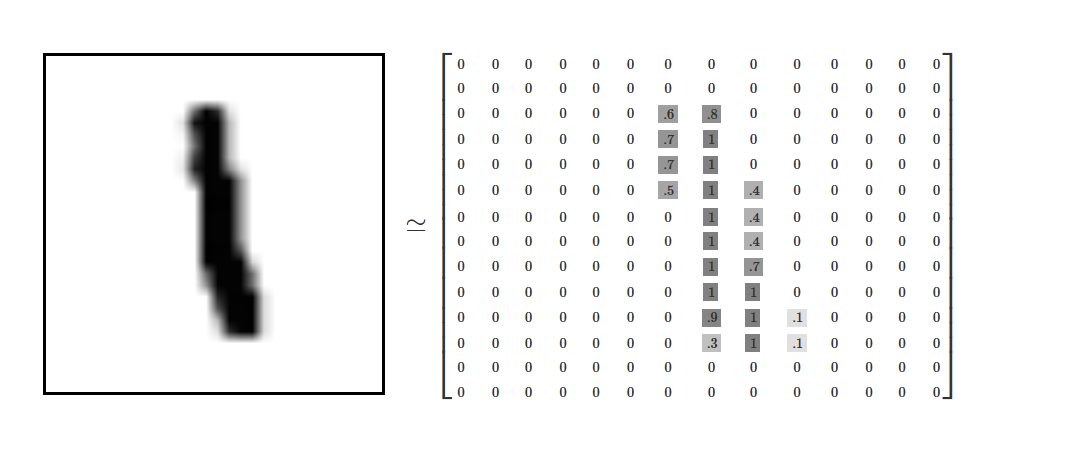 0 0 0 0 0 0 0 0 0 0 0 0 0 0
0 0 0 0 0 0 0 0 0 0 0 0 0 0
0 0 0 0 0 0 .6 .8 0 0 0 0 0 0
0 0 0 0 0 0 .7 1 0 0 0 0 0 0
0 0 0 0 0 0 .7 1 0 0 0 0 0 0
0 0 0 0 0 0 .5 1 .4 0 0 0 0 0
≃ 0 0 0 0 0 0 0 1 .4 0 0 0 0 0
0 0 0 0 0 0 0 1 .4 0 0 0 0 0
0 0 0 0 0 0 0 1 .7 0 0 0 0 0
0 0 0 0 0 0 0 1 1 0 0 0 0 0
0 0 0 0 0 0 0 .9 1 .1 0 0 0 0
0 0 0 0 0 0 0 .3 1 .1 0 0 0 0
0 0 0 0 0 0 0 0 0 0 0 0 0 0
0 0 0 0 0 0 0 0 0 0 0 0 0 0